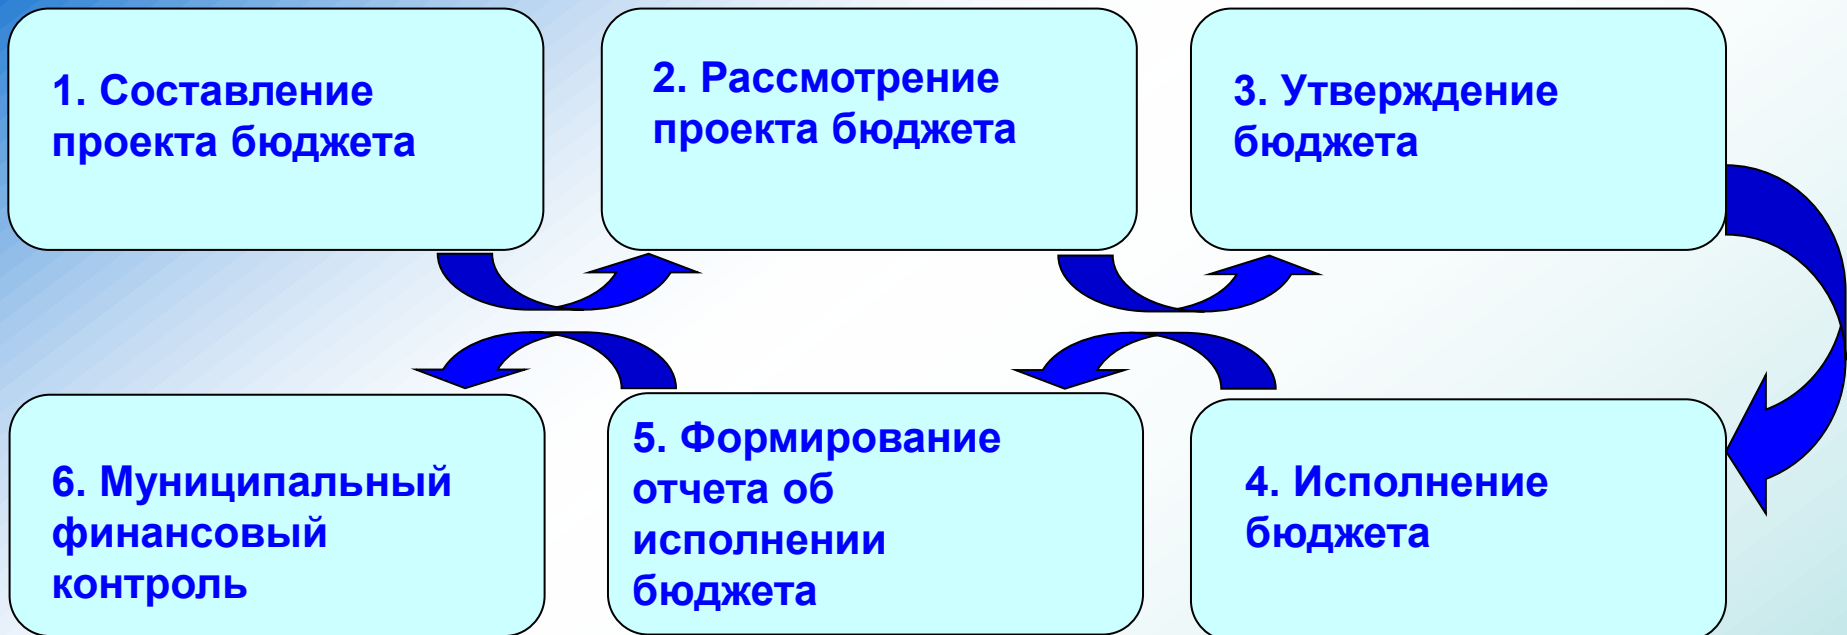 1. Составление
проекта бюджета
2. Рассмотрение
проекта бюджета
3. Утверждение
бюджета
4. Исполнение
бюджета
5. Формирование
отчета об
исполнении
бюджета
6. Муниципальный
финансовый
контроль